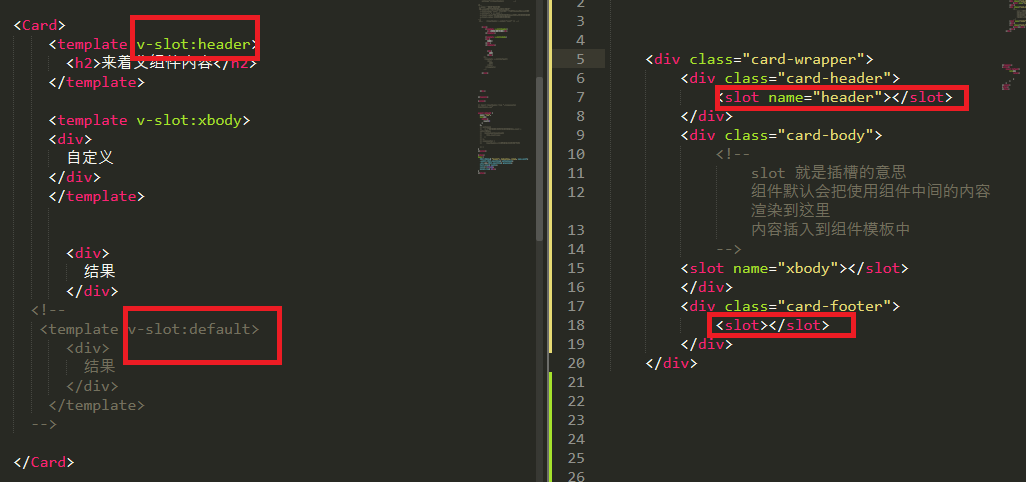 <Card>
<template v-slot:header>
<h2>来着父组件内容</h2>
</template>
<template v-slot:xbody>
<div>
自定义
</div>
</template>
<div>
结果
</div>
<!--
<template v-slot:default>
<div>
结果
</div>
</template>
-->
</Card>
2
3
4
5 <div class="card-wrapper">
6 <div class="card-header">
7 <slot name="header"></slot>
8 </div>
9 <div class="card-body">
10 <!--
11 slot 就是插槽的意思
12 组件默认会把使用组件中间的内容
渲染到这里
13 内容插入到组件模板中
14 -->
15 <slot name="xbody"></slot>
16 </div>
17 <div class="card-footer">
18 <slot></slot>
19 </div>
20 </div>
21
22
23
24
25
26